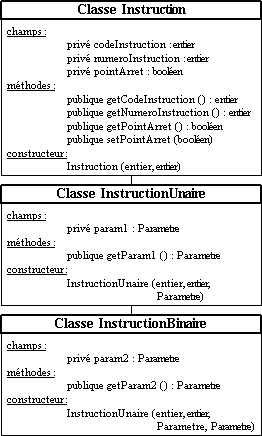 Classe Instruction
champs :
privé codeInstruction : entier
privé numeroInstruction : entier
privé pointArret : booléen
méthodes :
publique getCodeInstruction () : entier
publique getNumeroInstruction () : entier
publique getPointArret () : booléen
publique setPointArret (booléen)
constructeur:
Instruction (entier, entier)
Classe InstructionUnaire
champs :
privé param1 : Parametre
méthodes :
publique getParam1 () : Parametre
constructeur:
InstructionUnaire (entier, entier,
Parametre)
Classe InstructionBinaire
champs :
privé param2 : Parametre
méthodes :
publique getParam2 () : Parametre
constructeur:
InstructionUnaire (entier, entier,
Parametre, Parametre)